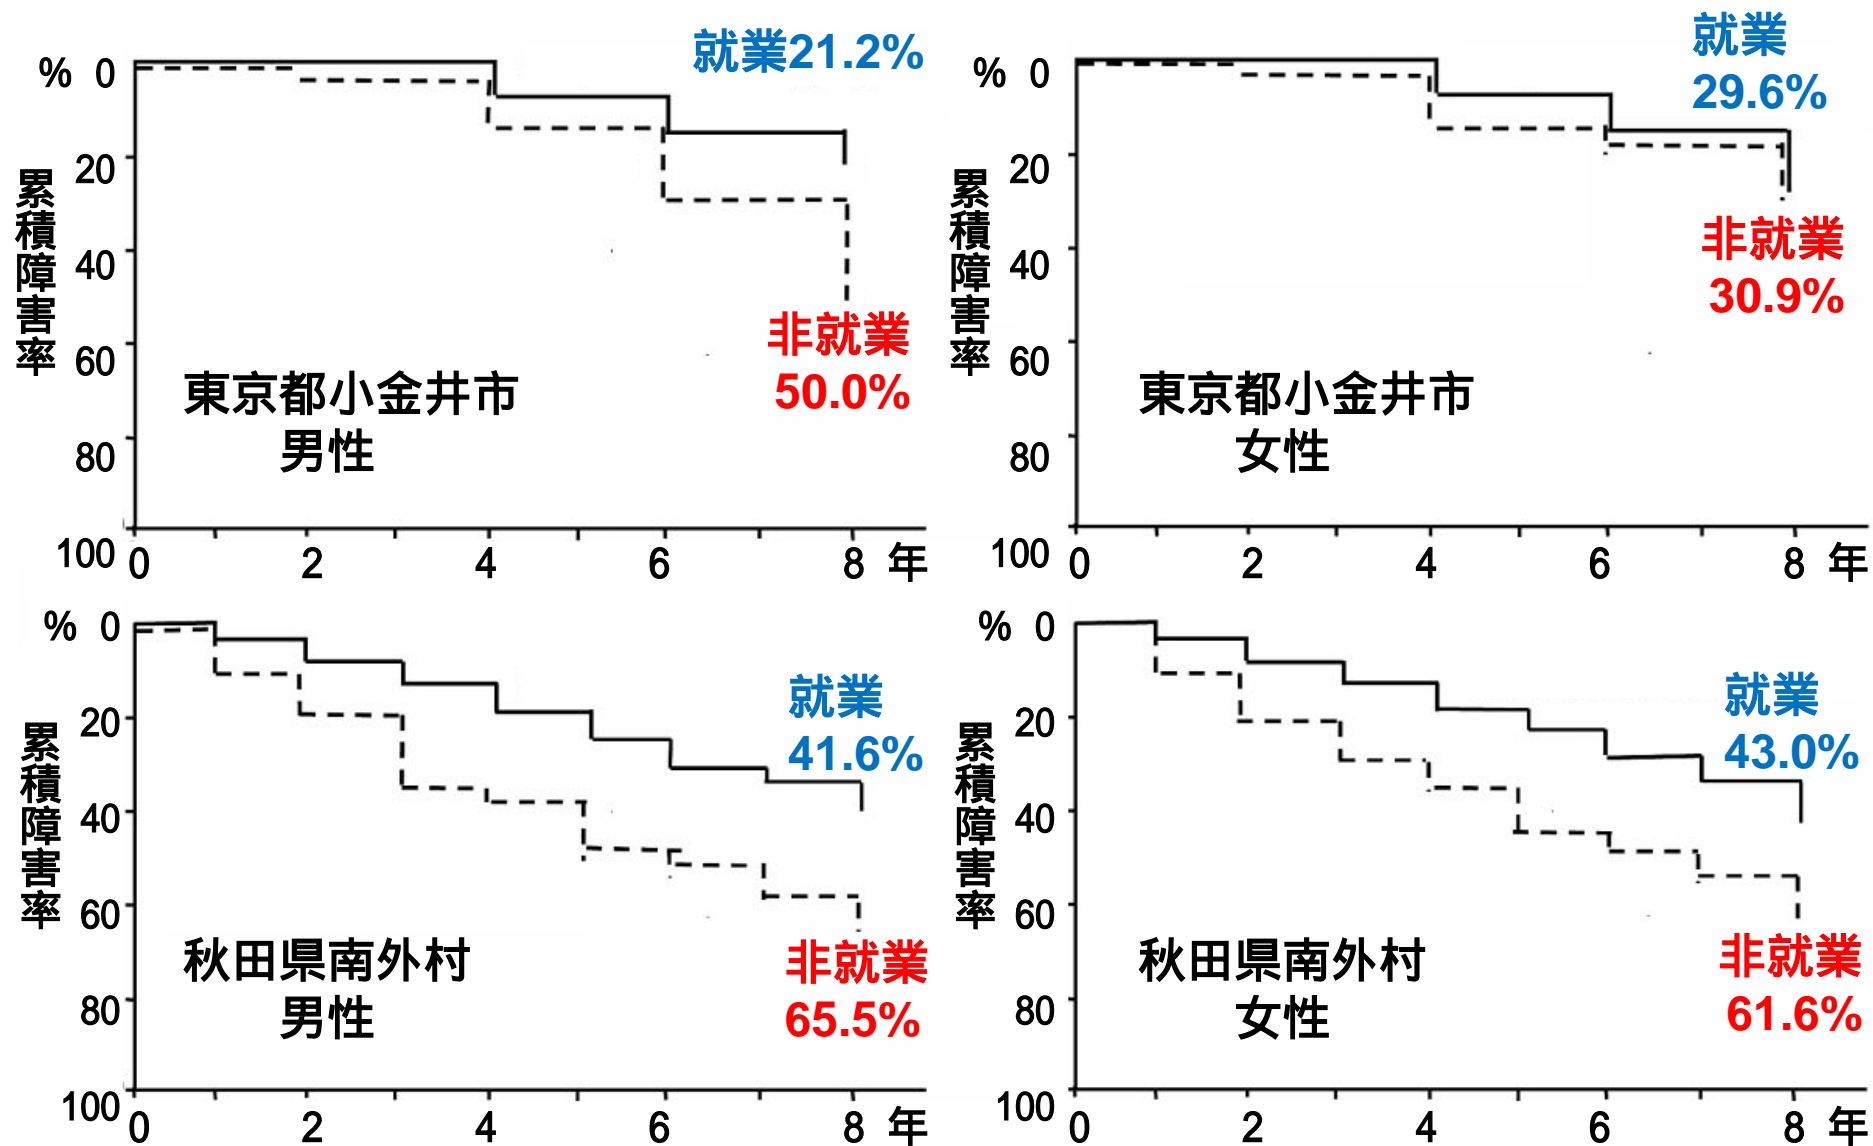 就業21.2%
% 0
20
40
60
80
100
累積障害率
非就業
50.0%
東京都小金井市
男性
0 2 4 6 8 年
就業
29.6%
% 0
20
40
60
80
100
累積障害率
非就業
30.9%
東京都小金井市
女性
0 2 4 6 8 年
% 0
20
40
60
80
100
累積障害率
就業
41.6%
非就業
65.5%
秋田県南外村
男性
0 2 4 6 8 年
% 0
20
40
60
80
100
累積障害率
就業
43.0%
非就業
61.6%
秋田県南外村
女性
0 2 4 6 8 年